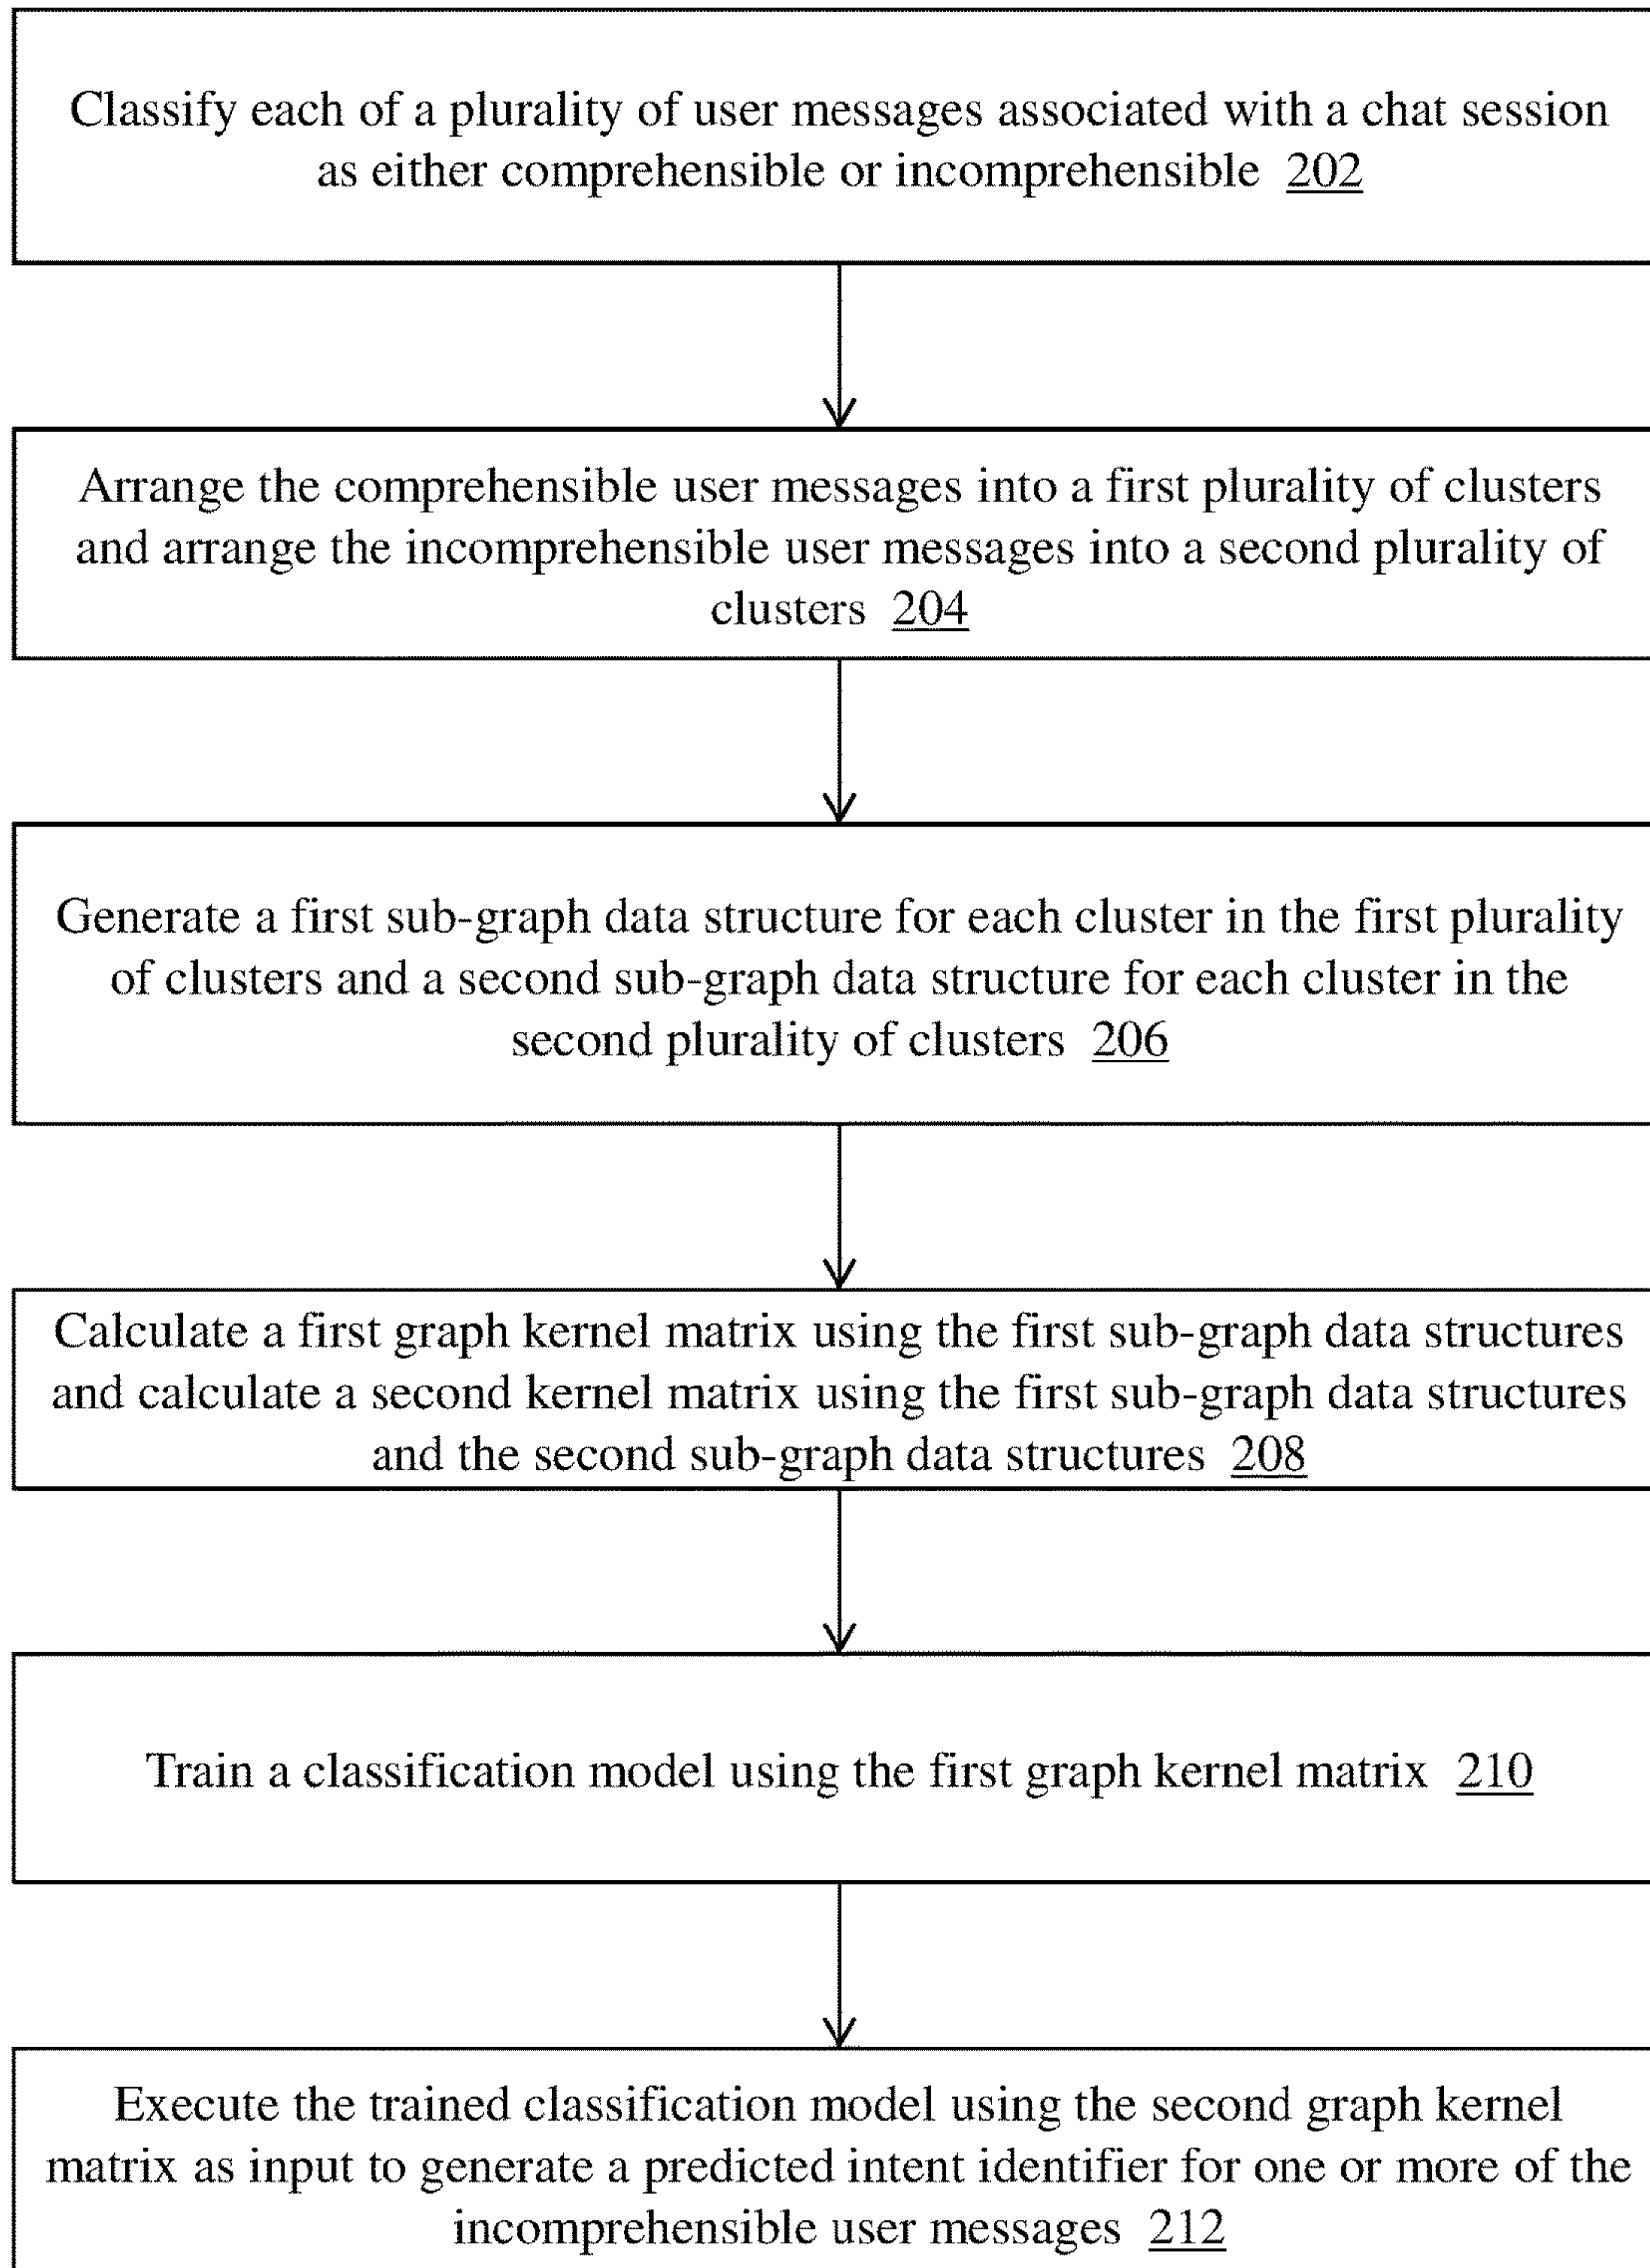 Classify each of a plurality of user messages associated with a chat session
as either comprehensible or incomprehensible 202
Arrange the comprehensible user messages into a first plurality of clusters
and arrange the incomprehensible user messages into a second plurality of
clusters 204
Generate a first sub-graph data structure for each cluster in the first plurality
of clusters and a second sub-graph data structure for each cluster in the
second plurality of clusters 206
Calculate a first graph kernel matrix using the first sub-graph data structures
and calculate a second kernel matrix using the first sub-graph data structures
and the second sub-graph data structures 208
Train a classification model using the first graph kernel matrix 210
Execute the trained classification model using the second graph kernel
matrix as input to generate a predicted intent identifier for one or more of the
incomprehensible user messages 212